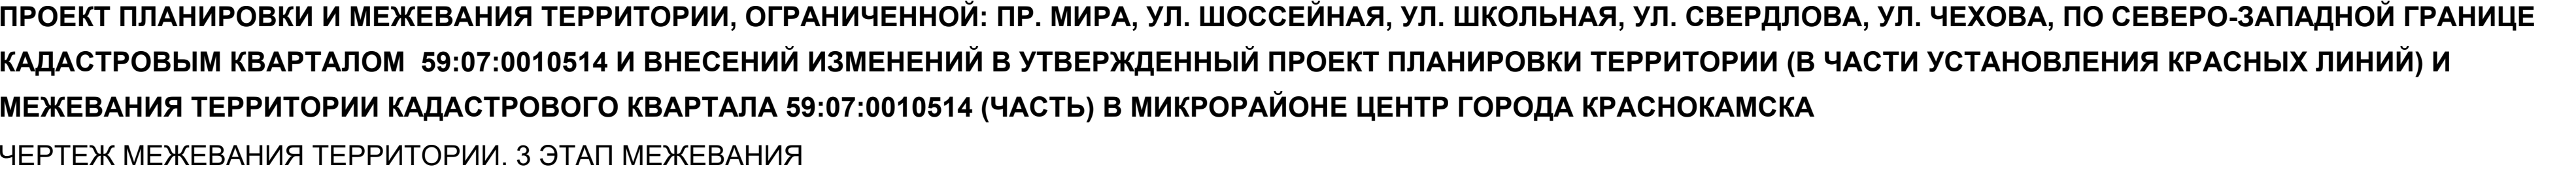 ПРОЕКТ ПЛАНИРОВКИ И МЕЖЕВАНИЯ ТЕРРИТОРИИ, ОГРАНИЧЕННОЙ: ПР. МИРА, УЛ. ШОССЕЙНАЯ, УЛ. ШКОЛЬНАЯ, УЛ. СВЕРДЛОВА, УЛ. ЧЕХОВА, ПО СЕВЕРО-ЗАПАДНОЙ ГРАНИЦЕ
КАДАСТРОВЫМ КВАРТАЛОМ 59:07:0010514 И ВНЕСЕНИЙ ИЗМЕНЕНИЙ В УТВЕРЖДЕННЫЙ ПРОЕКТ ПЛАНИРОВКИ ТЕРРИТОРИИ (В ЧАСТИ УСТАНОВЛЕНИЯ КРАСНЫХ ЛИНИЙ) И
МЕЖЕВАНИЯ ТЕРРИТОРИИ КАДАСТРОВОГО КВАРТАЛА 59:07:0010514 (ЧАСТЬ) В МИКРОРАЙОНЕ ЦЕНТР ГОРОДА КРАСНОКАМСКА
ЧЕРТЕЖ МЕЖЕВАНИЯ ТЕРРИТОРИИ. 3 ЭТАП МЕЖЕВАНИЯ